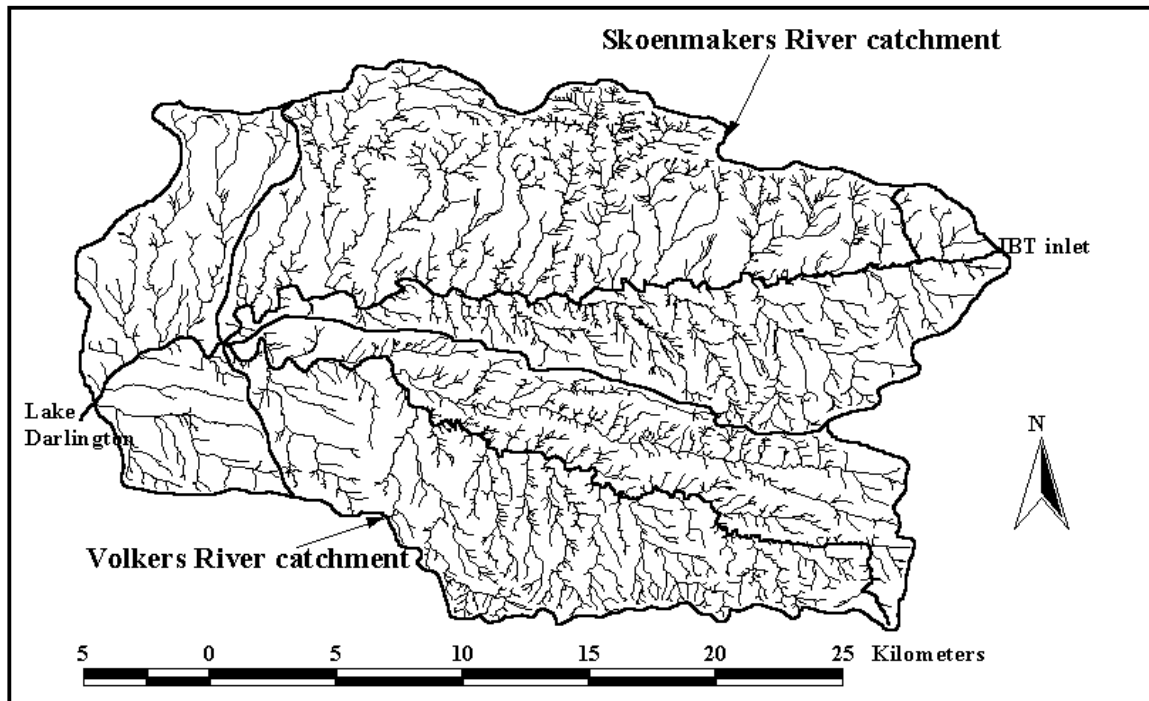 Skoenmakers River catchment
IBT inlet
Lake
Darlington
N
Volkers River catchment
5 0 5 10 15 20 25 Kilometers